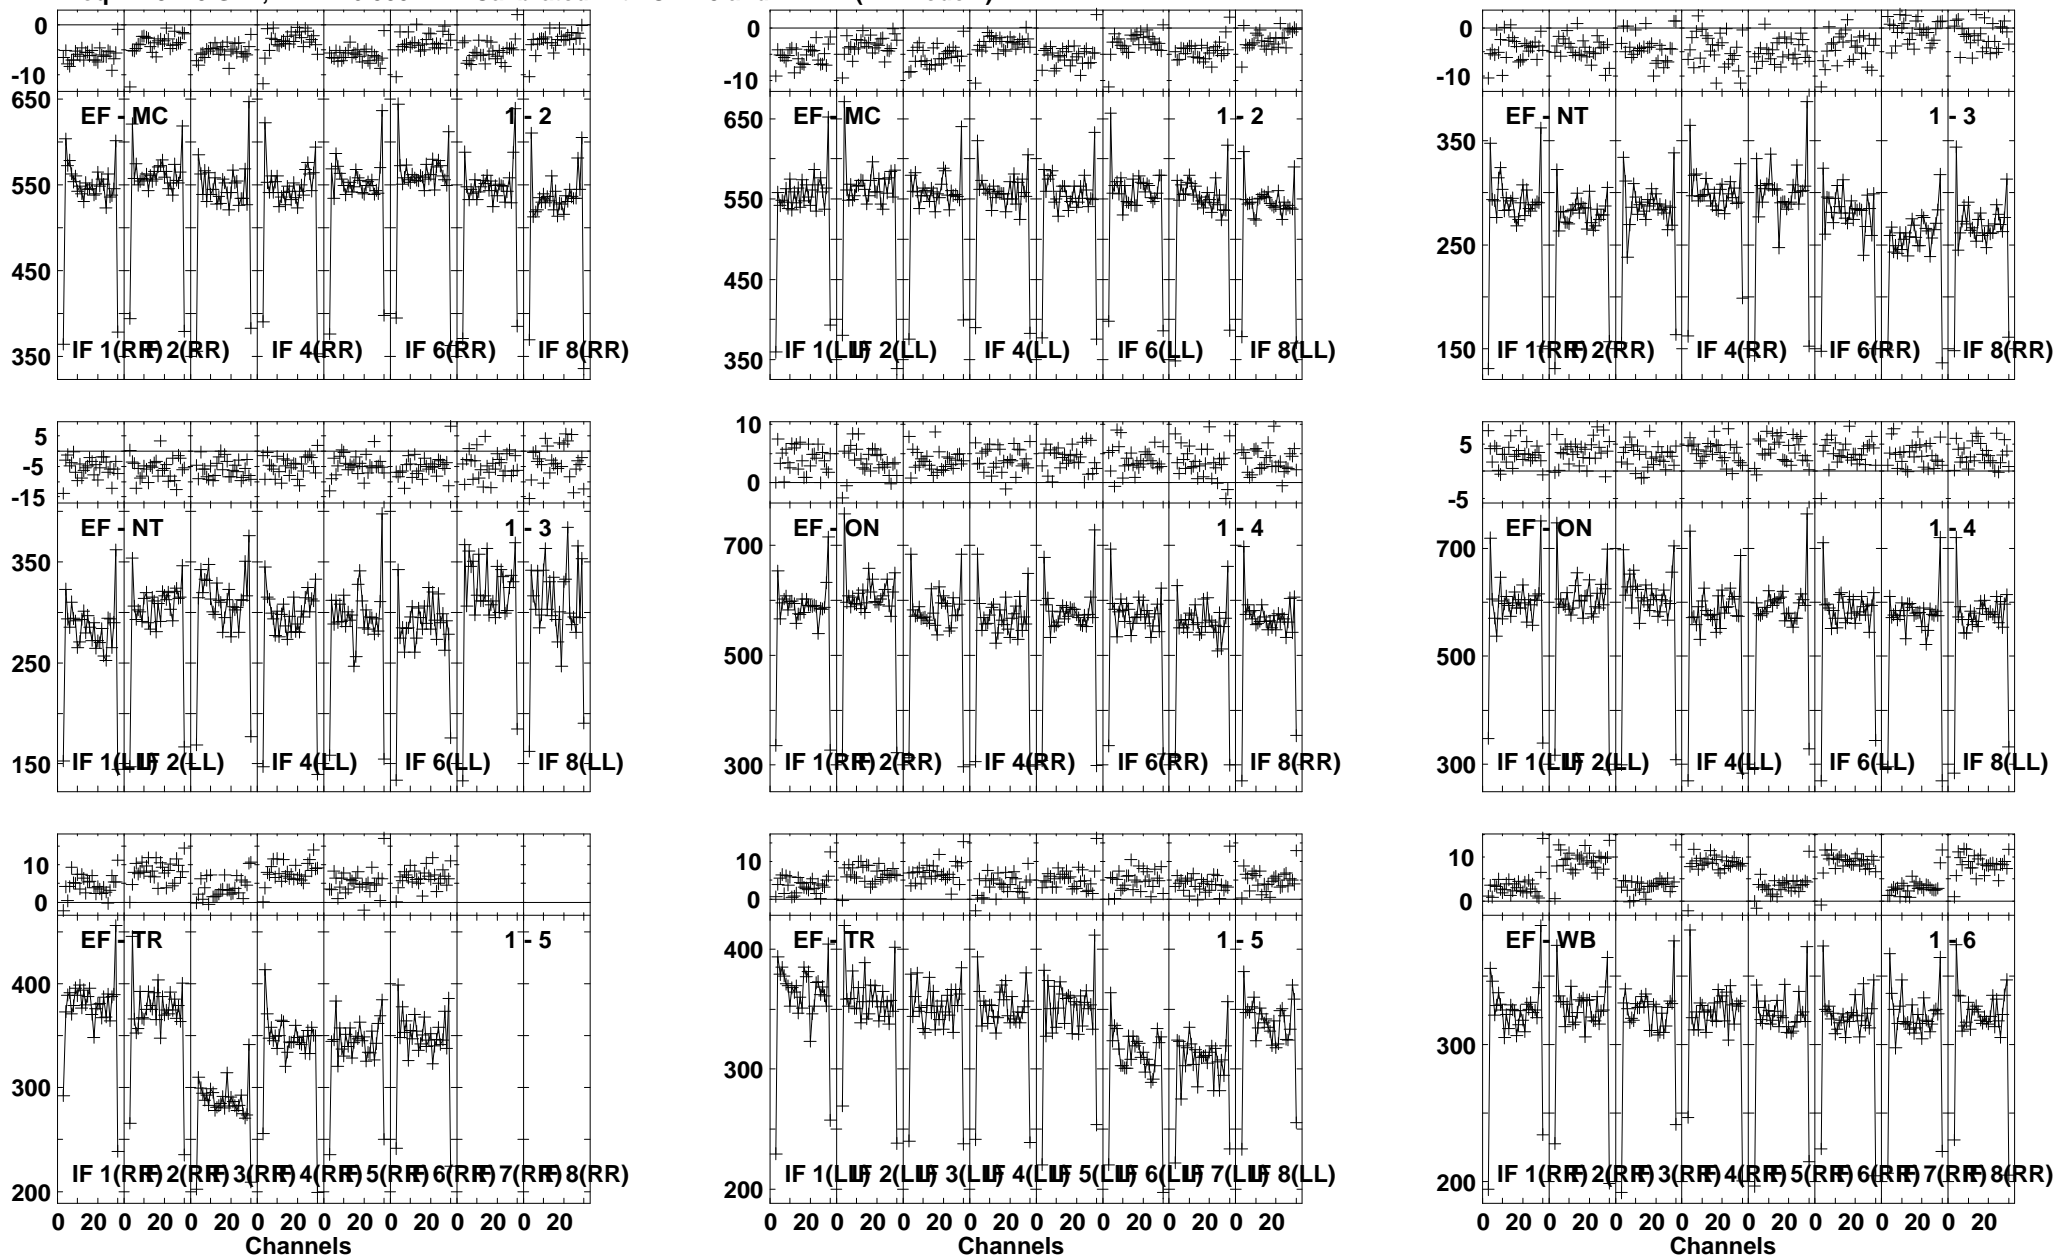 0
-10
650
550
450
350
EF - MC
1 - 2
IF 1(RR) IF 2(RR) IF 4(RR) IF 6(RR) IF 8(RR)
0
-10
650
550
450
350
EF - MC
1 - 2
IF 1(LL) IF 2(LL) IF 4(LL) IF 6(LL) IF 8(LL)
0
-10
350
250
150
EF - NT
1 - 3
IF 1(RR) IF 2(RR) IF 4(RR) IF 6(RR) IF 8(RR)
5
-5
-15
350
250
150
EF - NT
1 - 3
IF 1(LL) IF 2(LL) IF 4(LL) IF 6(LL) IF 8(LL)
10
0
700
500
300
EF - ON
1 - 4
IF 1(RR) IF 2(RR) IF 4(RR) IF 6(RR) IF 8(RR)
5
-5
700
500
300
EF - ON
1 - 4
IF 1(LL) IF 2(LL) IF 4(LL) IF 6(LL) IF 8(LL)
10
0
400
300
200
EF - TR
1 - 5
IF 1(RR) IF 2(RR) IF 3(RR) IF 4(RR) IF 5(RR) IF 6(RR) IF 7(RR) IF 8(RR)
0 20 0 20 0 20 0 20 0 20 0 20 0 20 0 20
Channels
10
0
400
300
200
EF - TR
1 - 5
IF 1(LL) IF 2(LL) IF 3(LL) IF 4(LL) IF 5(LL) IF 6(LL) IF 7(LL) IF 8(LL)
0 20 0 20 0 20 0 20 0 20 0 20 0 20 0 20
Channels
10
0
300
200
EF - WB
1 - 6
IF 1(RR) IF 2(RR) IF 3(RR) IF 4(RR) IF 5(RR) IF 6(RR) IF 7(RR) IF 8(RR)
0 20 0 20 0 20 0 20 0 20 0 20 0 20 0 20
Channels